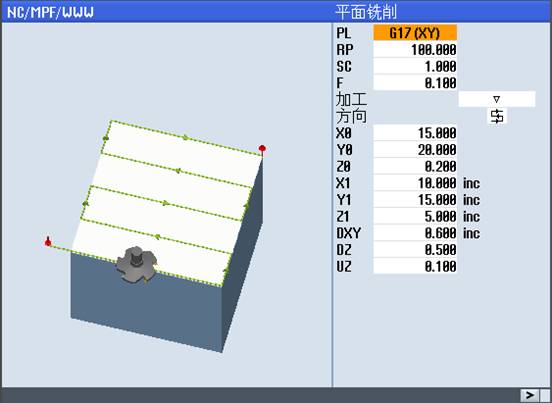 NC/MPF/WWW
平面铣削
PL G17(XY)
RP 100.000
SC 1.000
F 0.100
加工 ▽
方向
X0 15.000
Y0 20.000
Z0 0.200
X1 10.000 inc
Y1 15.000 inc
Z1 5.000 inc
DXY 0.600 inc
DZ 0.500
UZ 0.100
>